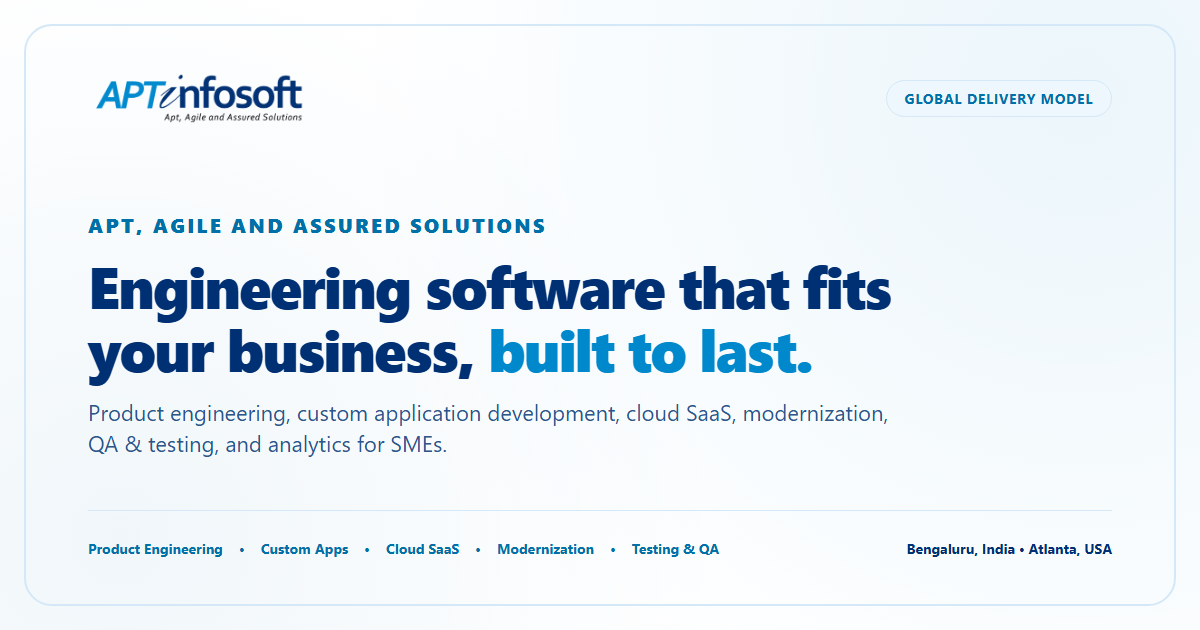 APTinfosoft
Apt, Agile and Assured Solutions
GLOBAL DELIVERY MODEL
APT, AGILE AND ASSURED SOLUTIONS
Engineering software that fits
your business, built to last.
Product engineering, custom application development, cloud SaaS, modernization,
QA & testing, and analytics for SMEs.
Product Engineering • Custom Apps • Cloud SaaS • Modernization • Testing & QA
Bengaluru, India • Atlanta, USA